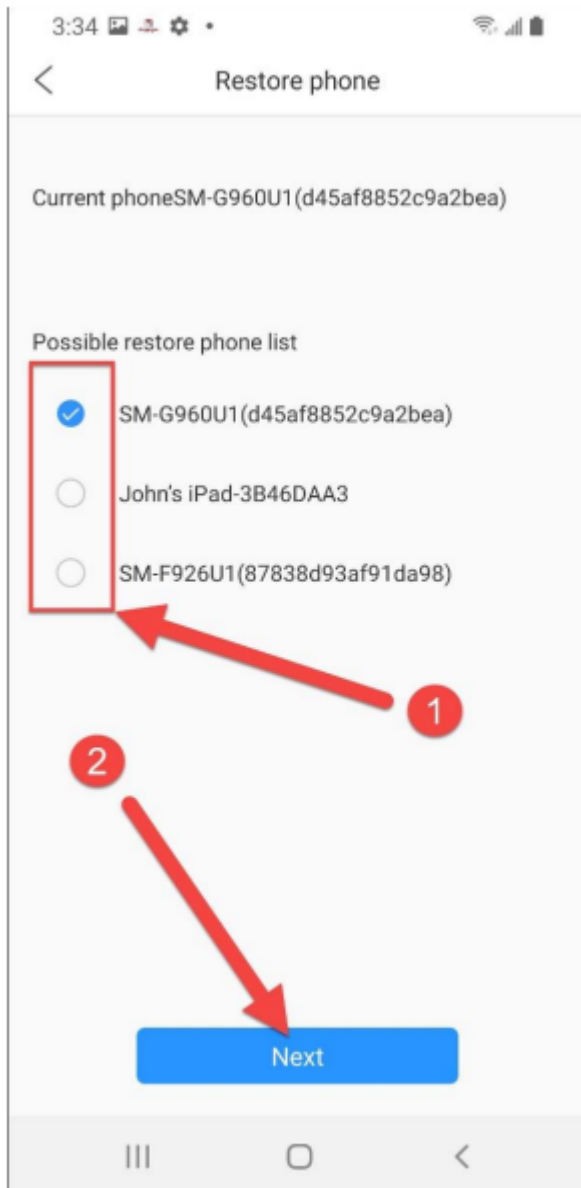 3:34
Restore phone
Current phoneSM-G960U1(d45af8852c9a2bea)
Possible restore phone list
SM-G960U1(d45af8852c9a2bea)
John's iPad-3B46DAA3
SM-F926U1(87838d93af91da98)
1
2
Next